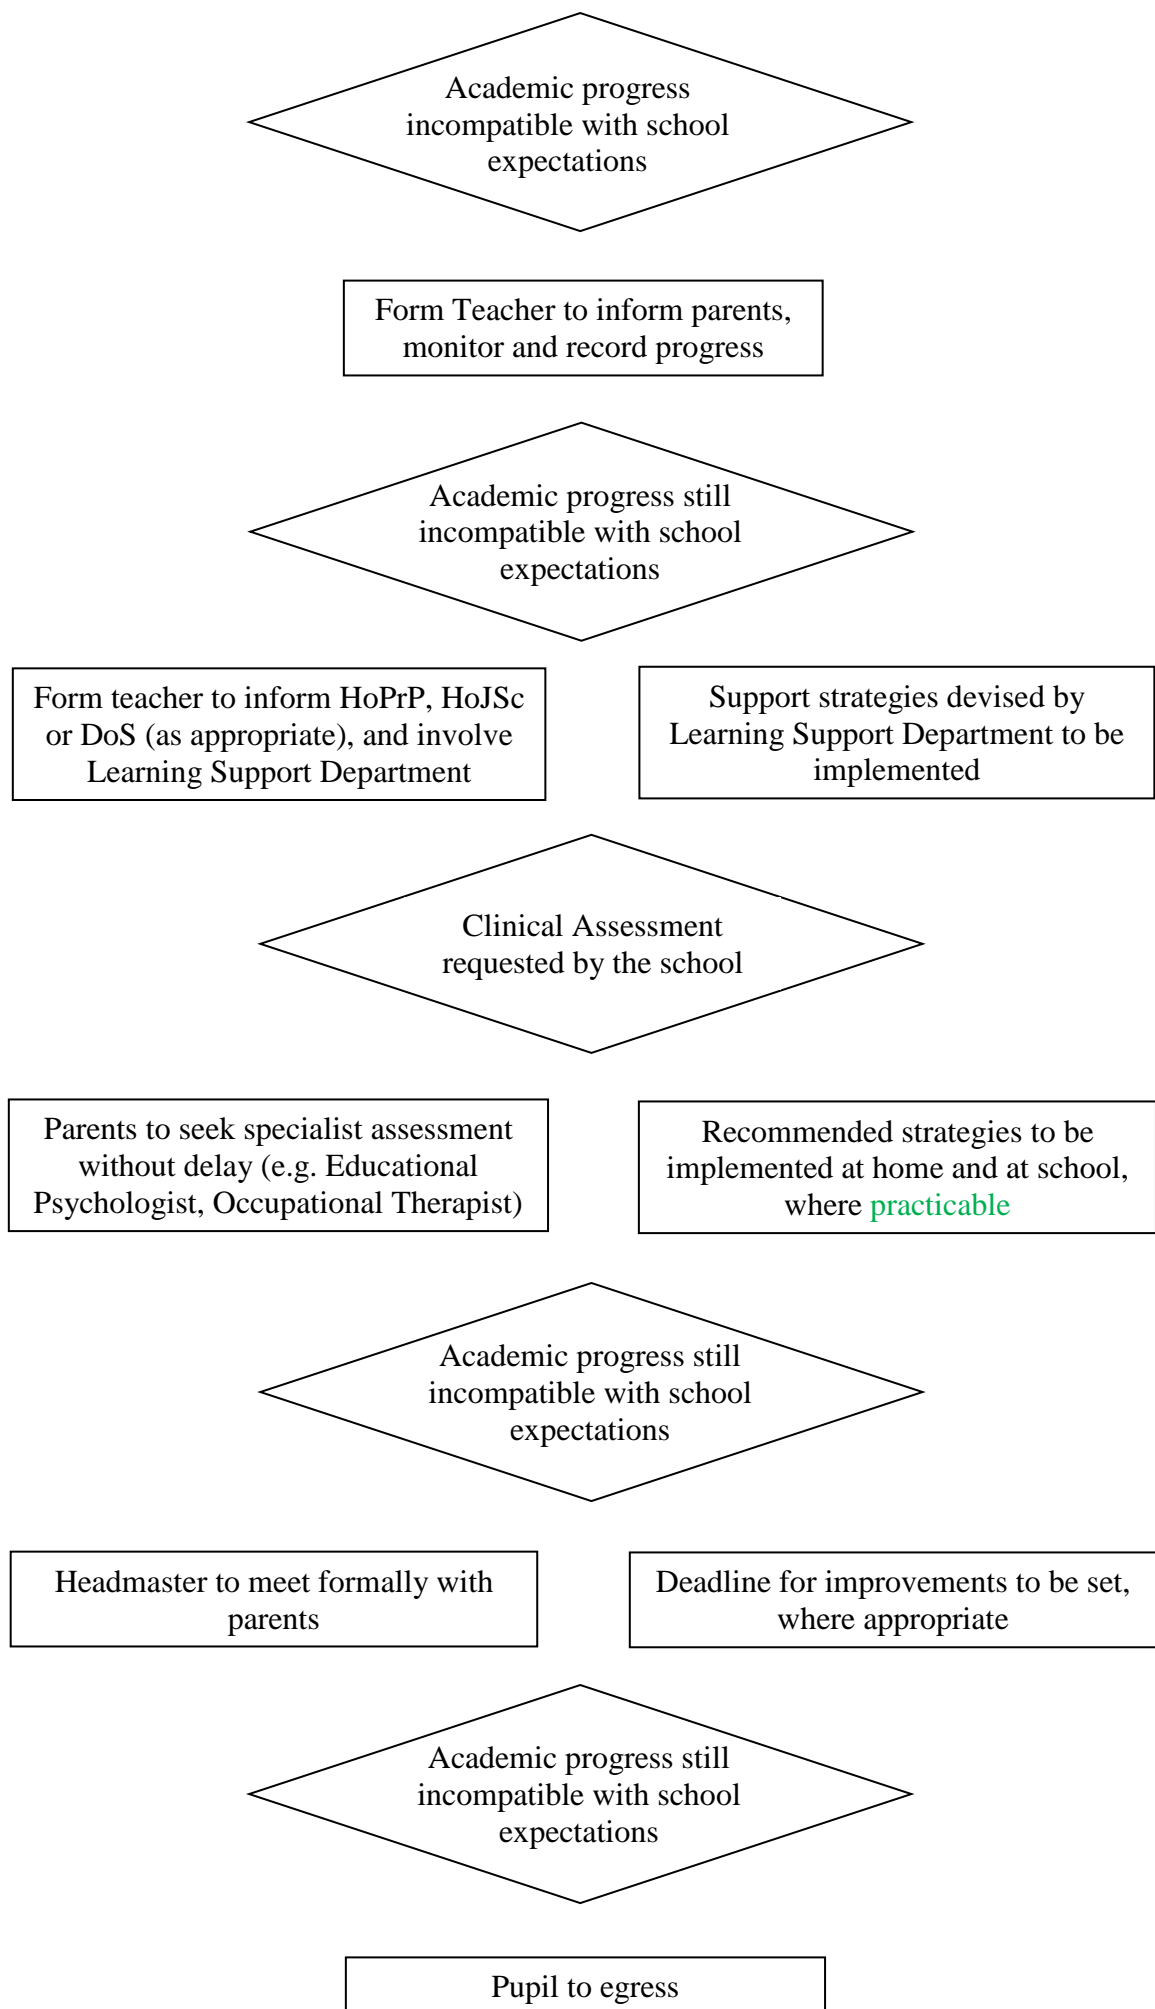 Academic progress
incompatible with school
expectations
Form Teacher to inform parents,
monitor and record progress
Academic progress still
incompatible with school
expectations
Form teacher to inform HoPrP, HoJSc
or DoS (as appropriate), and involve
Learning Support Department
Support strategies devised by
Learning Support Department to be
implemented
Clinical Assessment
requested by the school
Parents to seek specialist assessment
without delay (e.g. Educational
Psychologist, Occupational Therapist)
Recommended strategies to be
implemented at home and at school,
where practicable
Academic progress still
incompatible with school
expectations
Headmaster to meet formally with
parents
Deadline for improvements to be set,
where appropriate
Academic progress still
incompatible with school
expectations
Pupil to egress